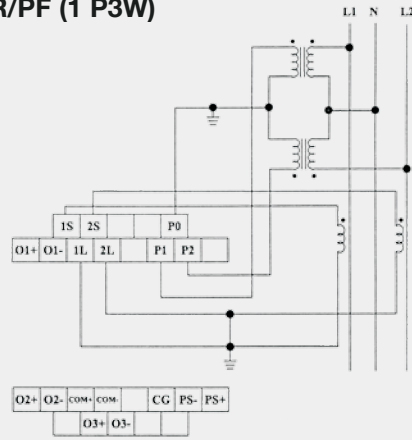 R/PF (1 P3W)
L1 N L2
1S 2S P0
O1+ O1- 1L 2L P1 P2
O2+ O2- COM+ COM- CG PS- PS+
O3+ O3-